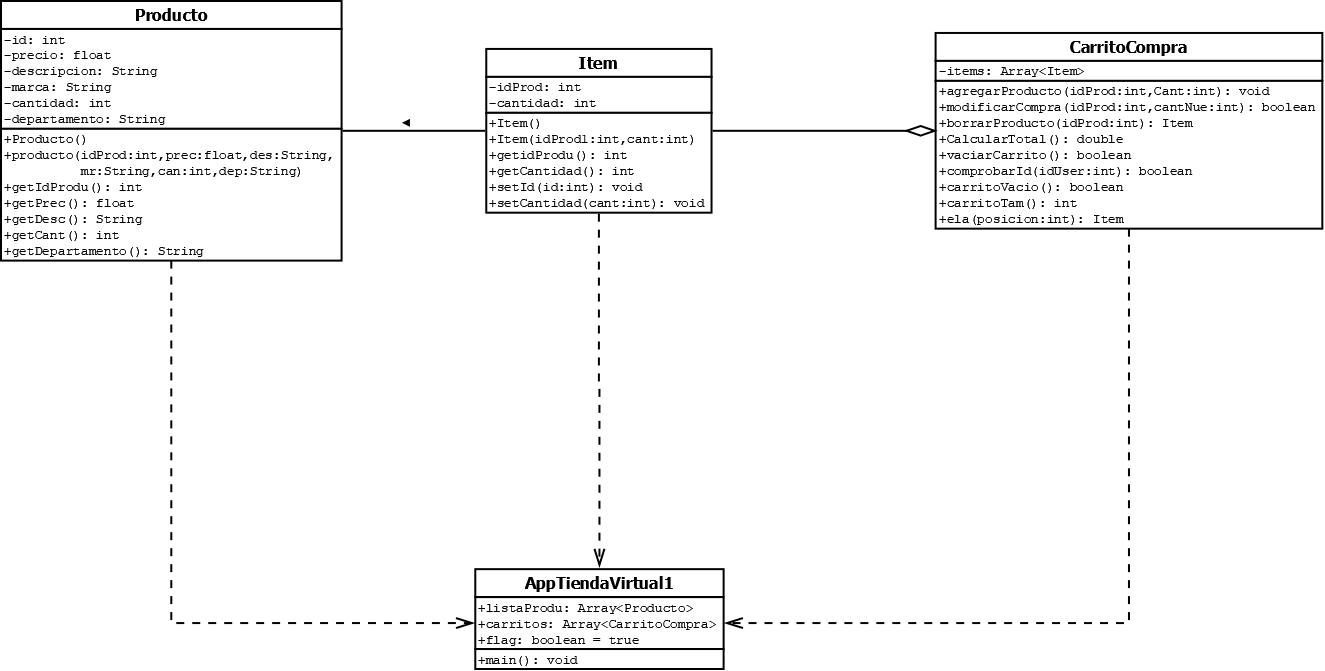 Producto
-id: int
-precio: float
-descripcion: String
-marca: String
-cantidad: int
-departamento: String
+Producto()
+producto(idProd:int,prec:float,des:String,
mr:String,can:int,dep:String)
+getIdProdu(): int
+getPrec(): float
+getDesc(): String
+getCant(): int
+getDepartamento(): String
Item
-idProd: int
-cantidad: int
+Item()
+Item(idProdl:int,cant:int)
+getidProdu(): int
+getCantidad(): int
+setId(id:int): void
+setCantidad(cant:int): void
CarritoCompra
-items: Array<Item>
+agregarProducto(idProd:int,Cant:int): void
+modificarCompra(idProd:int,cantNue:int): boolean
+borrarProducto(idProd:int): Item
+CalcularTotal(): double
+vaciarCarrito(): boolean
+comprobarId(idUser:int): boolean
+carritoVacio(): boolean
+carritoTam(): int
+ela(posicion:int): Item
AppTiendaVirtual1
+listaProdu: Array<Producto>
+carritos: Array<CarritoCompra>
+flag: boolean = true
+main(): void